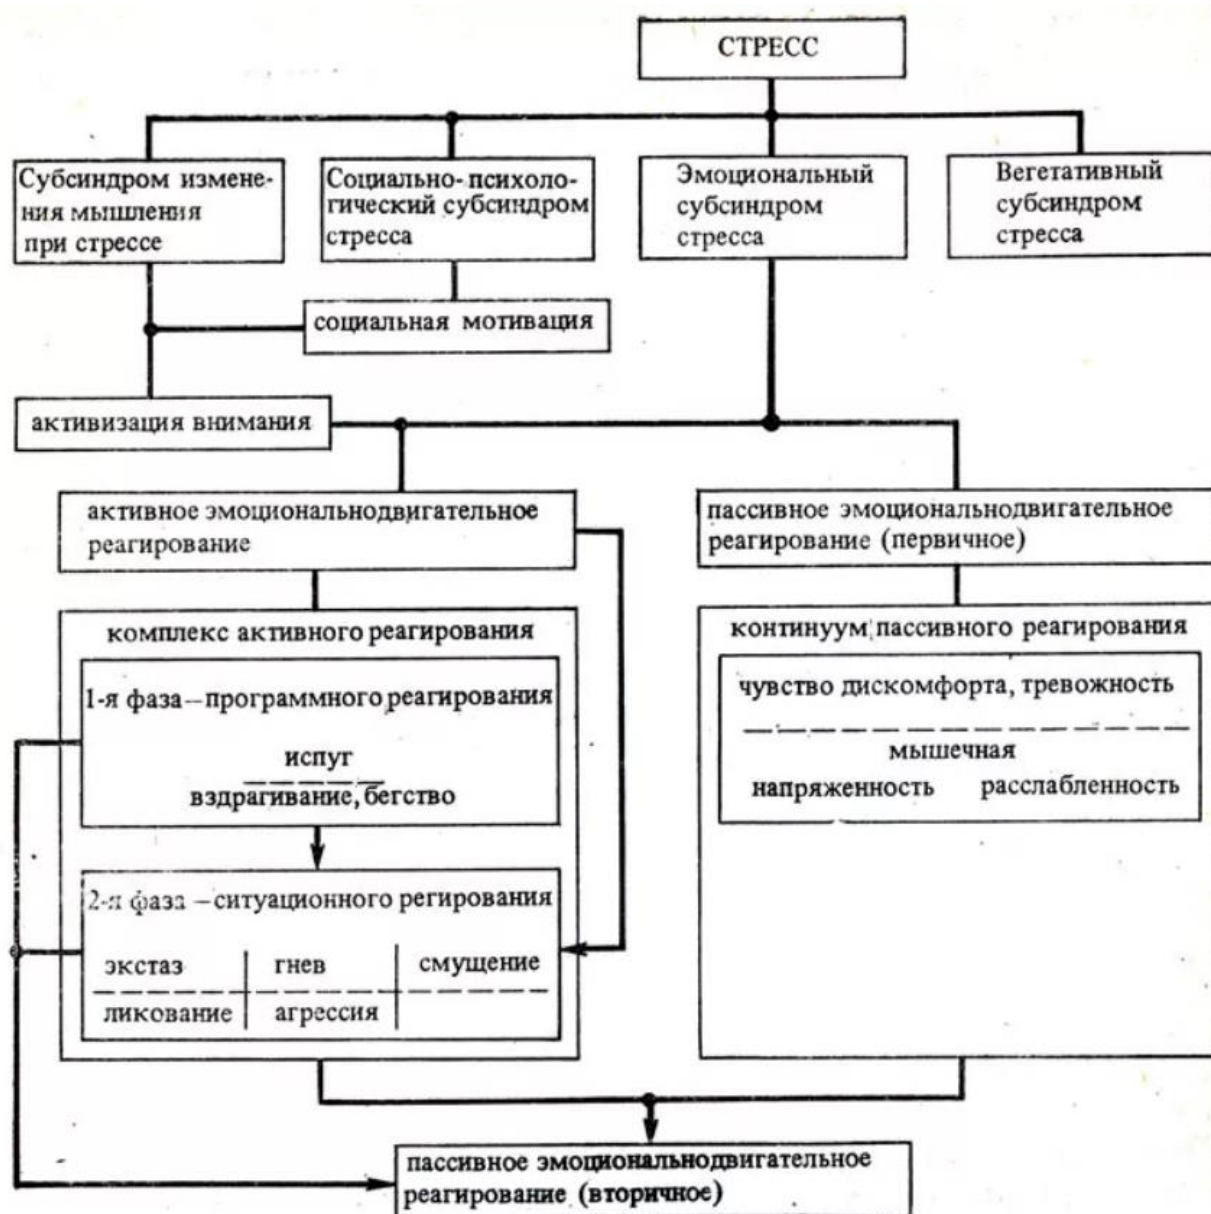 СТРЕСС
Субсиндром измене-
ния мышления
при стрессе
Социально-психоло-
гический субсиндром
стресса
Эмоциональный
субсиндром
стресса
Вегетативный
субсиндром
стресса
социальная мотивация
активизация внимания
активное эмоциональнодвигательное
реагирование
пассивное эмоциональнодвигательное
реагирование (первичное)
комплекс активного реагирования
1-я фаза – программного реагирования
испуг
вздрагивание, бегство
2-я фаза – ситуационного регирования
экстаз гнев смущение
ликование агрессия
континуум пассивного реагирования
чувство дискомфорта, тревожность
мышечная
напряженность расслабленность
пассивное эмоциональнодвигательное
реагирование (вторичное)